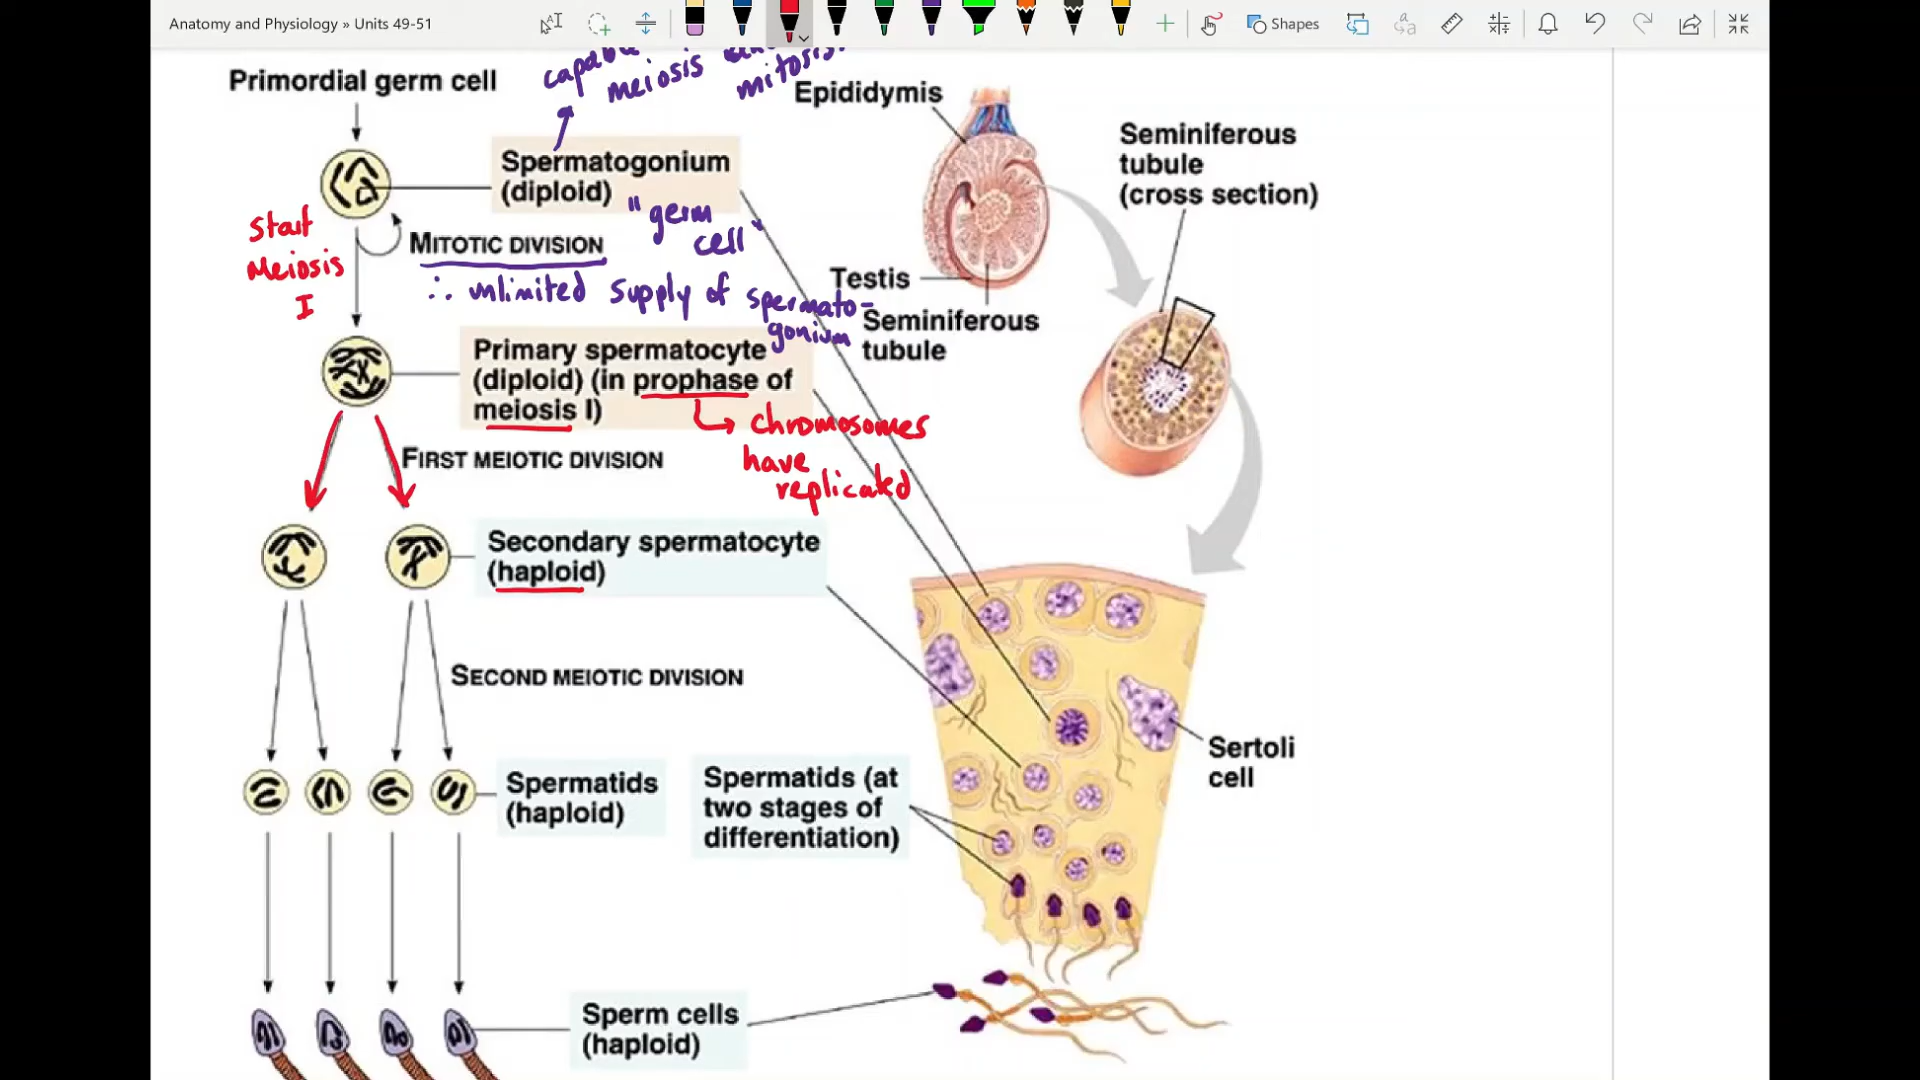 Anatomy and Physiology » Units 49-51
Shapes
meiosis
mitosis.
Primordial germ cell
Spermatogonium
(diploid)
"germ
cell"
Start
Meiosis
I
MITOTIC DIVISION
∴ unlimited supply of spermato-
gonium
Primary spermatocyte
(diploid) (in prophase of
meiosis I)
chromosomes
have
replicated
FIRST MEIOTIC DIVISION
Secondary spermatocyte
(haploid)
SECOND MEIOTIC DIVISION
Spermatids
(haploid)
Spermatids (at
two stages of
differentiation)
Sperm cells
(haploid)
Epididymis
Testis
Seminiferous
tubule
Seminiferous
tubule
(cross section)
Sertoli
cell